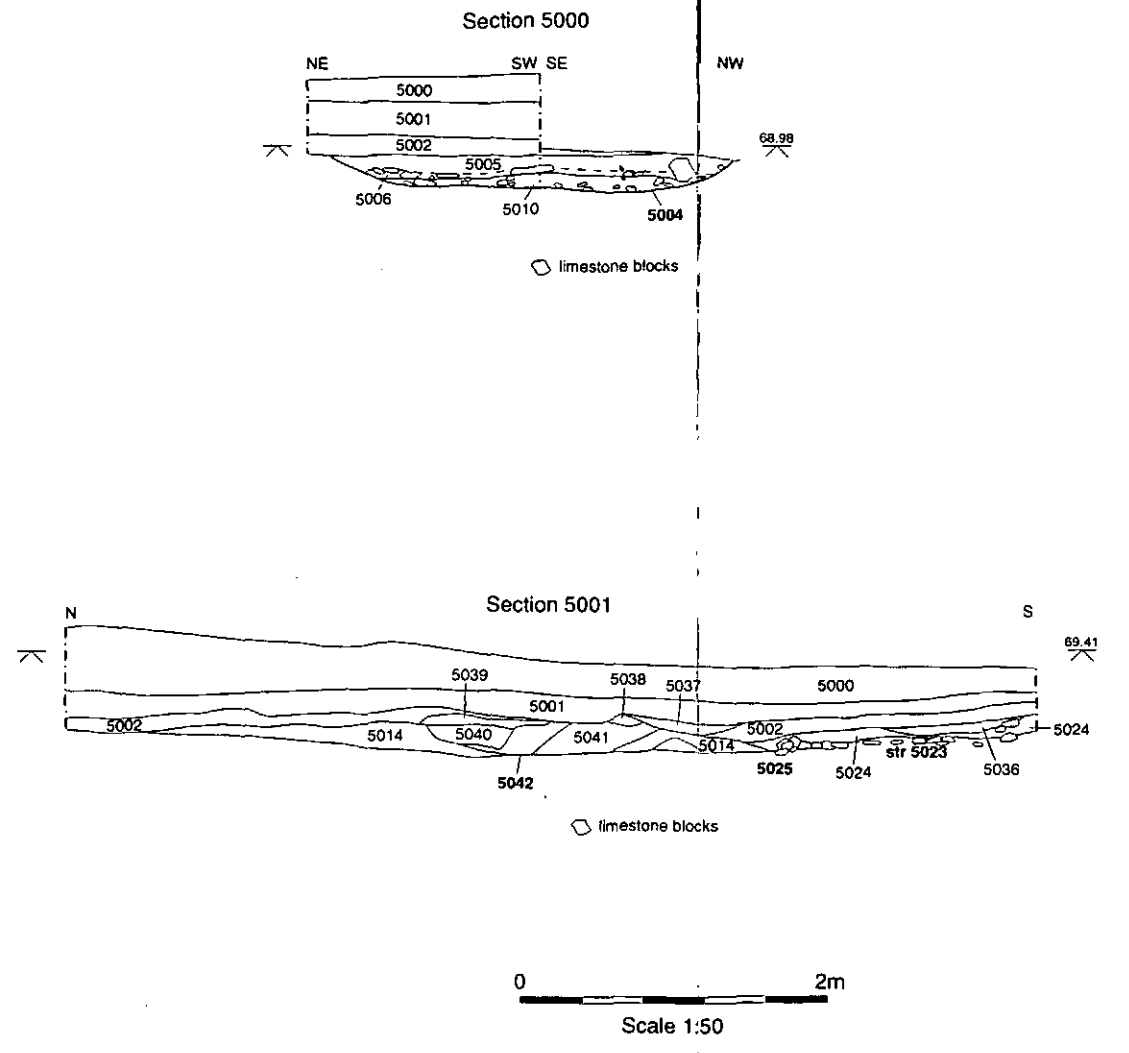 Section 5000
NE SW SE NW
5000
5001
68.98
5002
5005
5006 5010 5004
limestone blocks
Section 5001
N S
69.41
5039 5038 5037 5000
5001
5002 5014 5040 5041 5014 5002 5024
5025 5024 str 5023 5036
5042
limestone blocks
0 2m
Scale 1:50